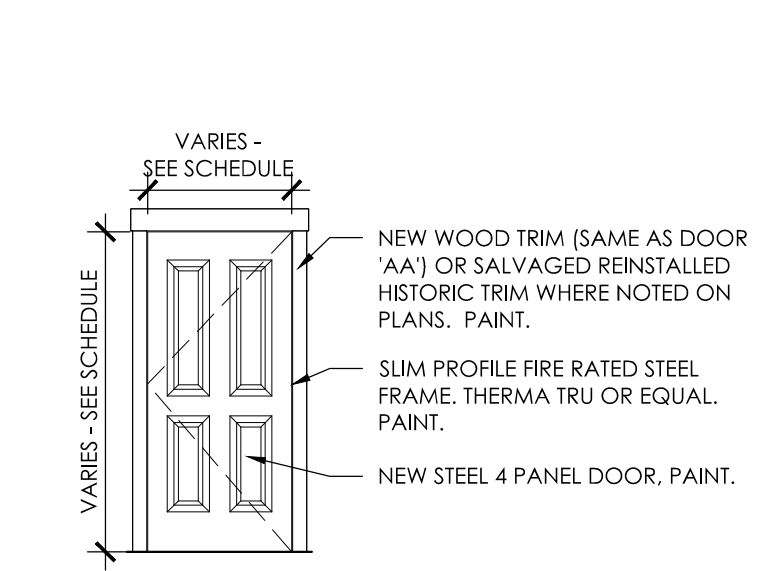 VARIES -
SEE SCHEDULE
VARIES - SEE SCHEDULE
NEW WOOD TRIM (SAME AS DOOR
'AA') OR SALVAGED REINSTALLED
HISTORIC TRIM WHERE NOTED ON
PLANS. PAINT.
SLIM PROFILE FIRE RATED STEEL
FRAME. THERMA TRU OR EQUAL.
PAINT.
NEW STEEL 4 PANEL DOOR, PAINT.